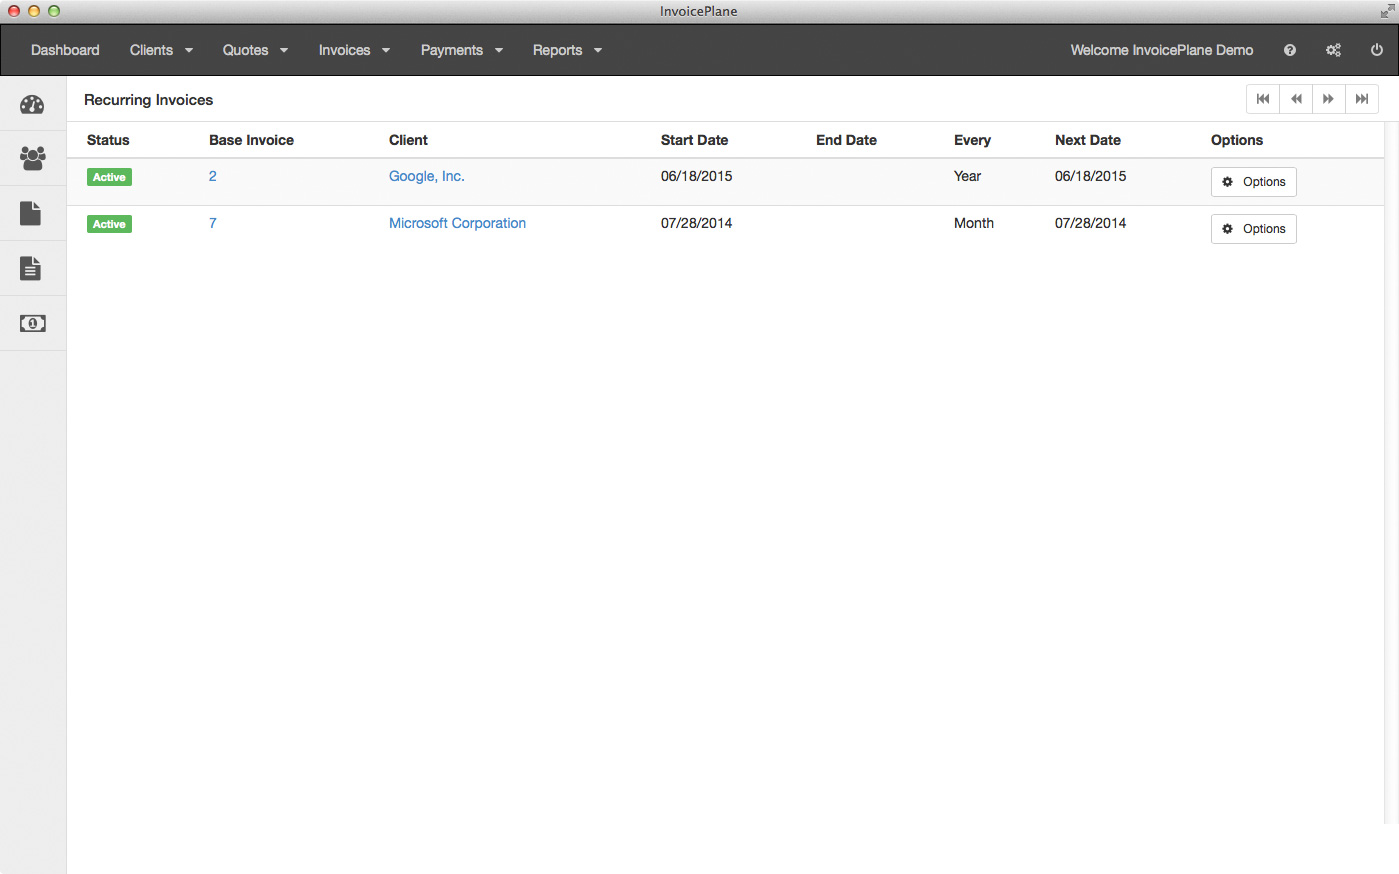 InvoicePlane
Dashboard Clients Quotes Invoices Payments Reports Welcome InvoicePlane Demo
Recurring Invoices
Status Base Invoice Client Start Date End Date Every Next Date Options
Active 2 Google, Inc. 06/18/2015 Year 06/18/2015 Options
Active 7 Microsoft Corporation 07/28/2014 Month 07/28/2014 Options